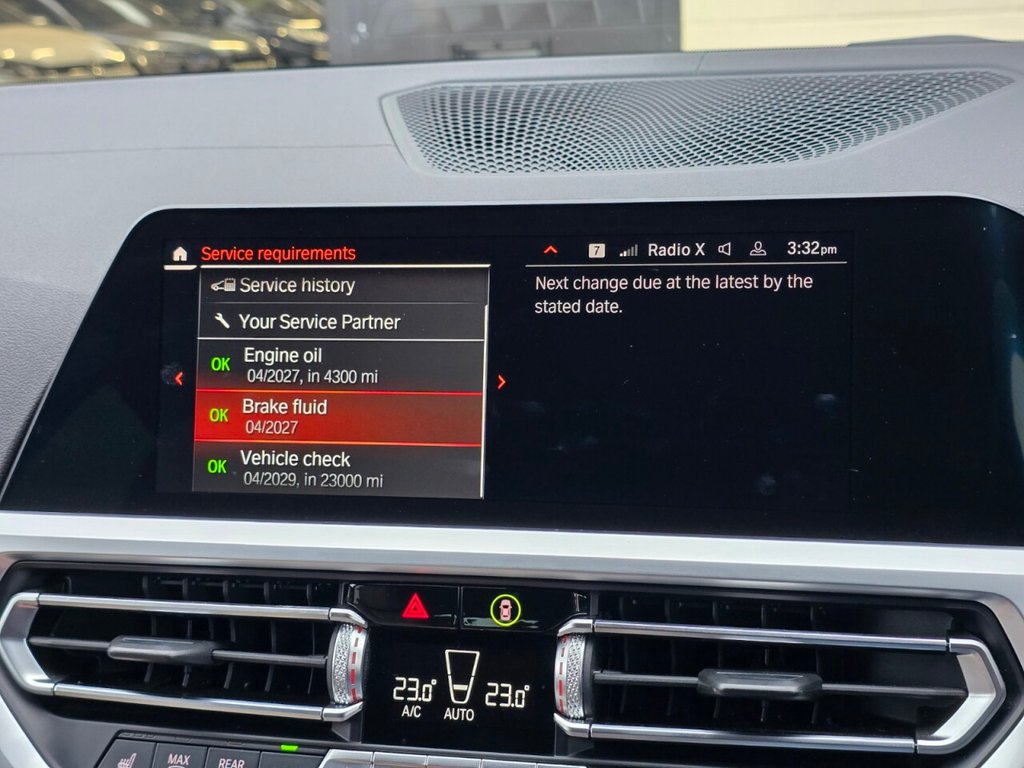 Service requirements
7 Radio X 3:32pm
Service history
Your Service Partner
OK Engine oil
04/2027, in 4300 mi
OK Brake fluid
04/2027
OK Vehicle check
04/2029, in 23000 mi
Next change due at the latest by the
stated date.
23.0° 23.0°
A/C AUTO
MAX REAR